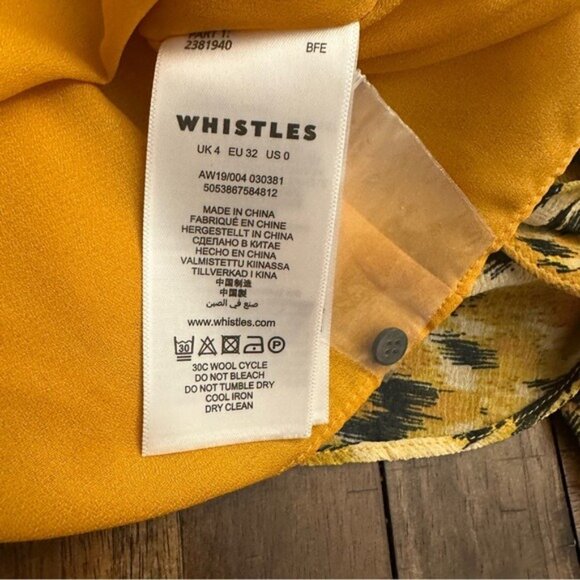 PART 1:
2381940 BFE
WHISTLES
UK 4 EU 32 US 0
AW19/004 030381
5053867584812
MADE IN CHINA
FABRIQUÉ EN CHINE
HERGESTELLT IN CHINA
СДЕЛАНО В КИТАЕ
HECHO EN CHINA
VALMISTETTU KIINASSA
TILLVERKAD I KINA
中国制造
中国製
صنع في الصين
www.whistles.com
30 P
30C WOOL CYCLE
DO NOT BLEACH
DO NOT TUMBLE DRY
COOL IRON
DRY CLEAN